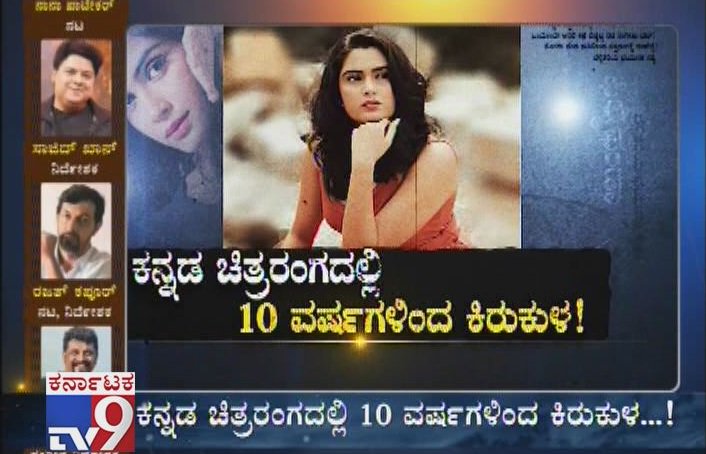 ನಾನಾ ಪಾಟೇಕರ್
ನಟ
ಸಾಜಿದ್ ಖಾನ್
ನಿರ್ದೇಶಕ
ರಜತ್ ಕಪೂರ್
ನಟ, ನಿರ್ದೇಶಕ
ಕನ್ನಡ ಚಿತ್ರರಂಗದಲ್ಲಿ
10 ವರ್ಷಗಳಿಂದ ಕಿರುಕುಳ!
ಕರ್ನಾಟಕ
TV9
ಕನ್ನಡ ಚಿತ್ರರಂಗದಲ್ಲಿ 10 ವರ್ಷಗಳಿಂದ ಕಿರುಕುಳ...!